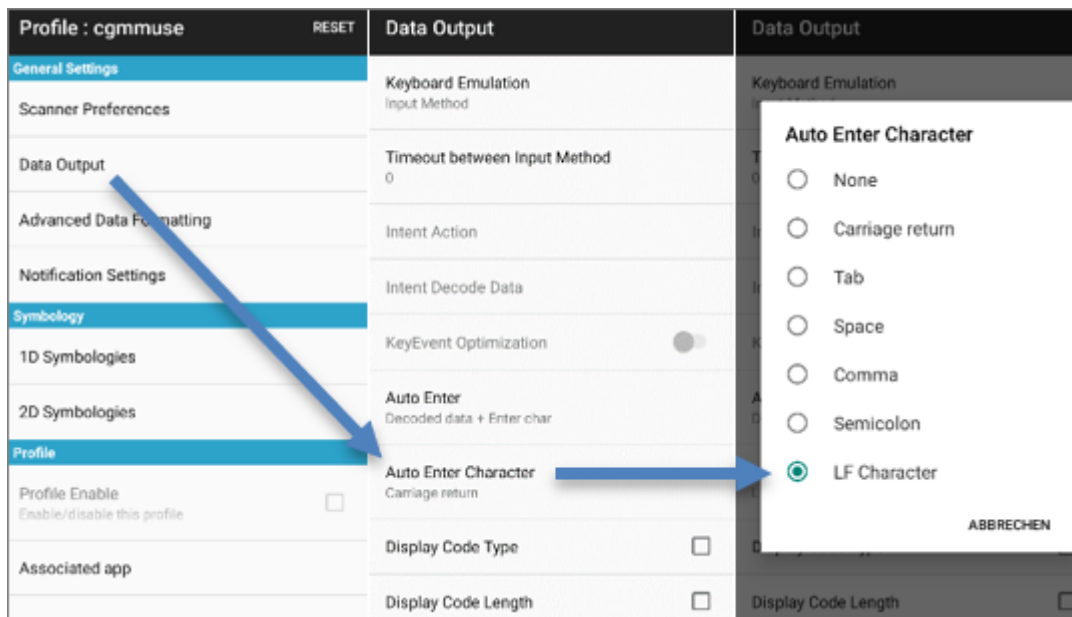 Profile : cgmmuse
RESET
General Settings
Scanner Preferences
Data Output
Advanced Data Formatting
Notification Settings
Symbology
1D Symbologies
2D Symbologies
Profile
Profile Enable
Enable/disable this profile
Associated app
Data Output
Keyboard Emulation
Input Method
Timeout between Input Method
0
Intent Action
Intent Decode Data
KeyEvent Optimization
Auto Enter
Decoded data + Enter char
Auto Enter Character
Carriage return
Display Code Type
Display Code Length
Data Output
Keyboard Emulation
Auto Enter Character
None
Carriage return
Tab
Space
Comma
Semicolon
LF Character
ABBRECHEN
Display Code Length